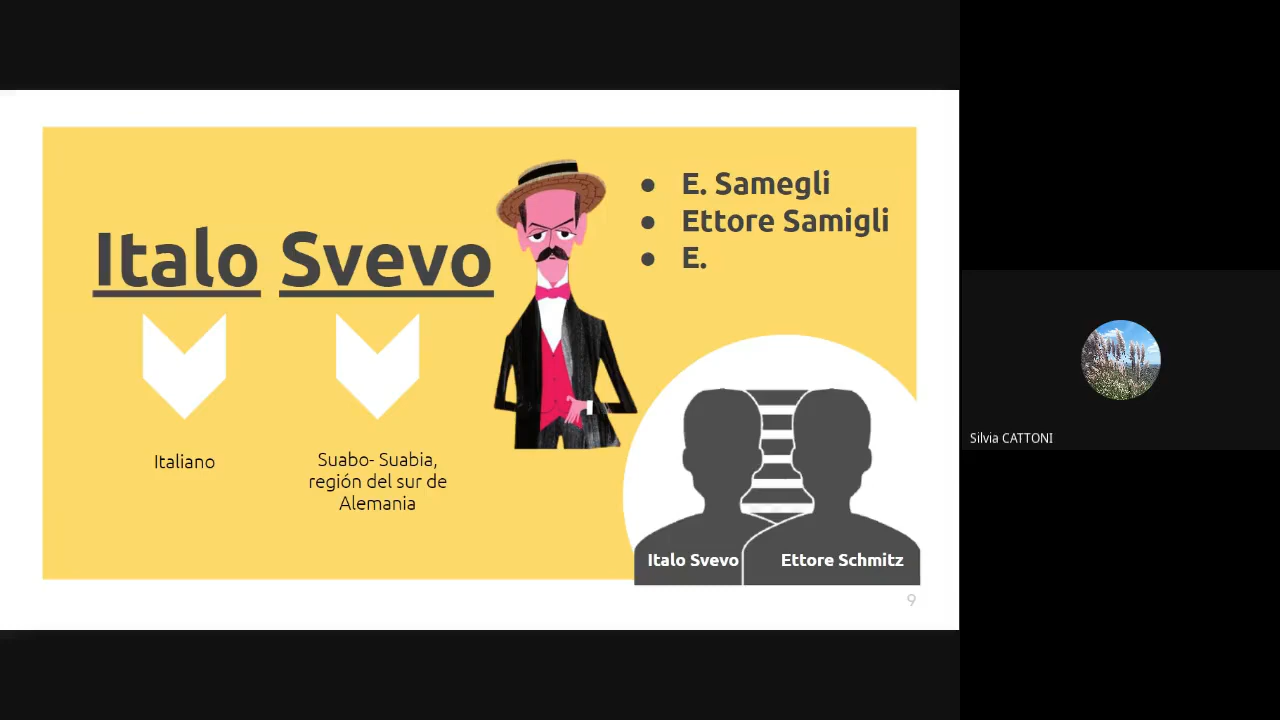 Italo Svevo
Italiano
Suabo- Suabia,
región del sur de
Alemania
● E. Samegli
● Ettore Samigli
● E.
Italo Svevo
Ettore Schmitz
9
Silvia CATTONI